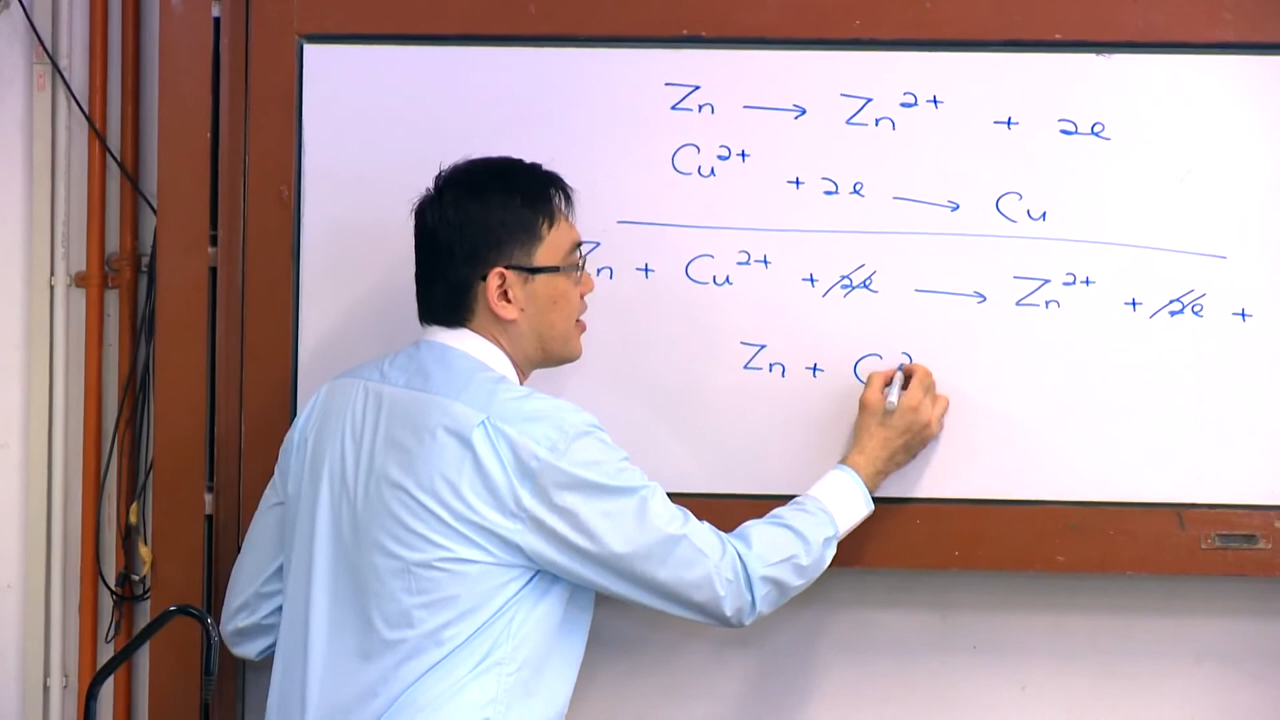 Zn → Zn²⁺ + 2e
Cu²⁺ + 2e → Cu
Zn + Cu²⁺ + 2e → Zn²⁺ + 2e +
Zn + C